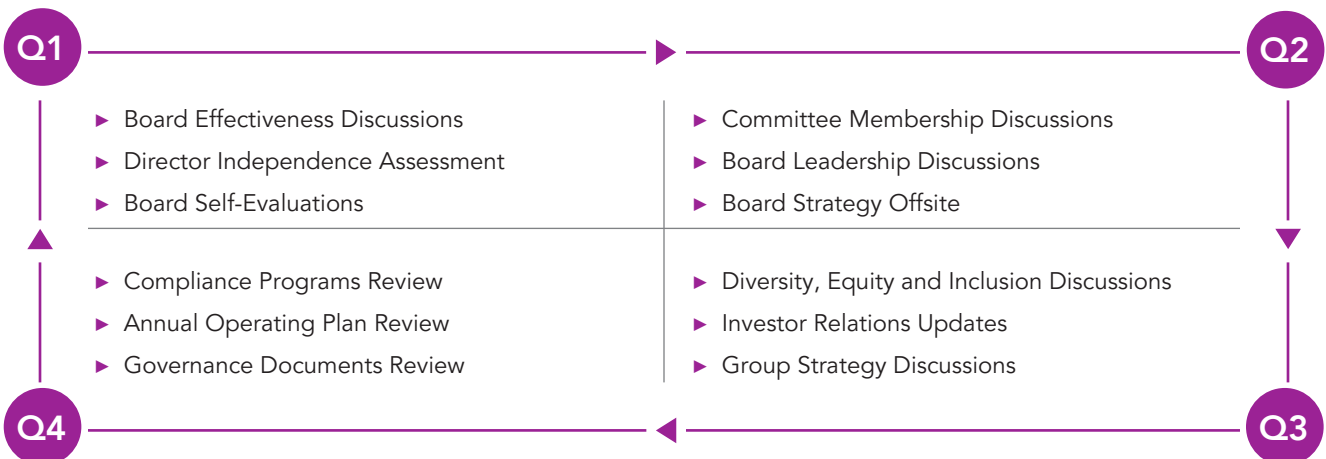 Q1
Q2
► Board Effectiveness Discussions
► Director Independence Assessment
► Board Self-Evaluations
► Committee Membership Discussions
► Board Leadership Discussions
► Board Strategy Offsite
► Compliance Programs Review
► Annual Operating Plan Review
► Governance Documents Review
► Diversity, Equity and Inclusion Discussions
► Investor Relations Updates
► Group Strategy Discussions
Q4
Q3